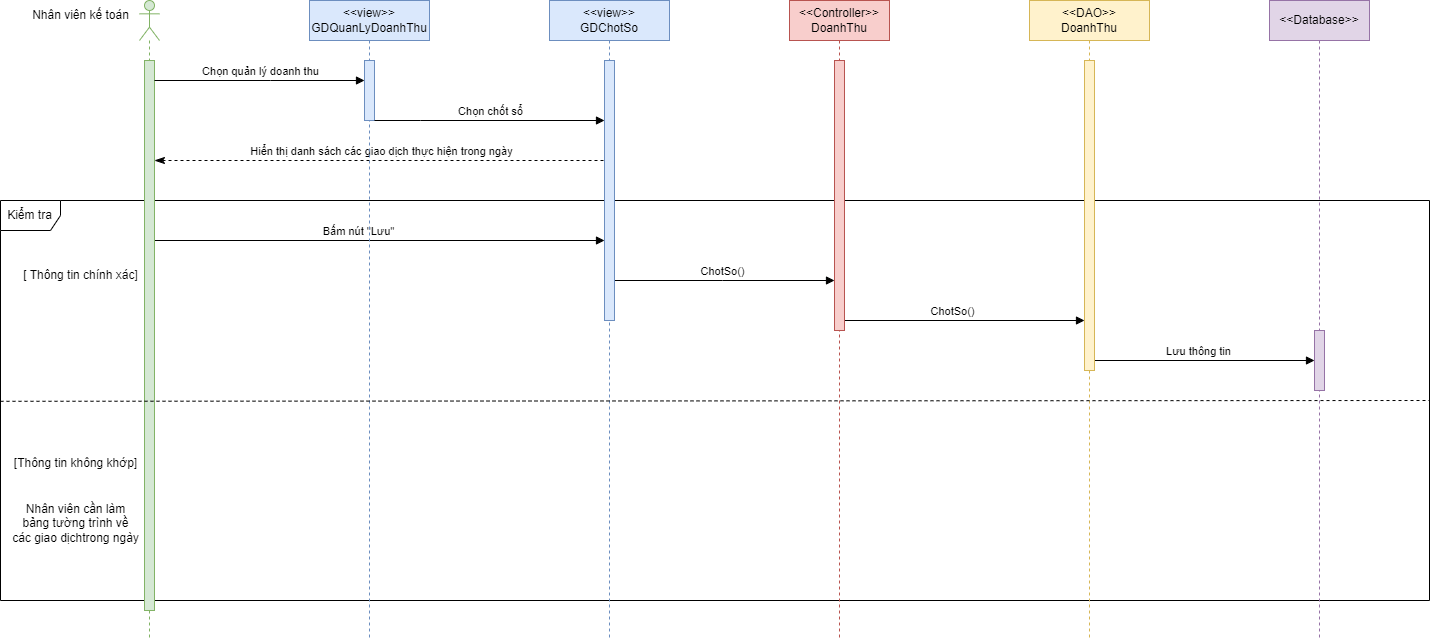 Nhân viên kế toán
<<view>>
GDQuanLyDoanhThu
<<view>>
GDChotSo
<<Controller>>
DoanhThu
<<DAO>>
DoanhThu
<<Database>>
Chọn quản lý doanh thu
Chọn chốt sổ
Hiển thị danh sách các giao dịch thực hiện trong ngày
Kiểm tra
Bấm nút "Lưu"
[ Thông tin chính xác]
ChotSo()
ChotSo()
Lưu thông tin
[Thông tin không khớp]
Nhân viên cần làm
bảng tường trình về
các giao dịchtrong ngày